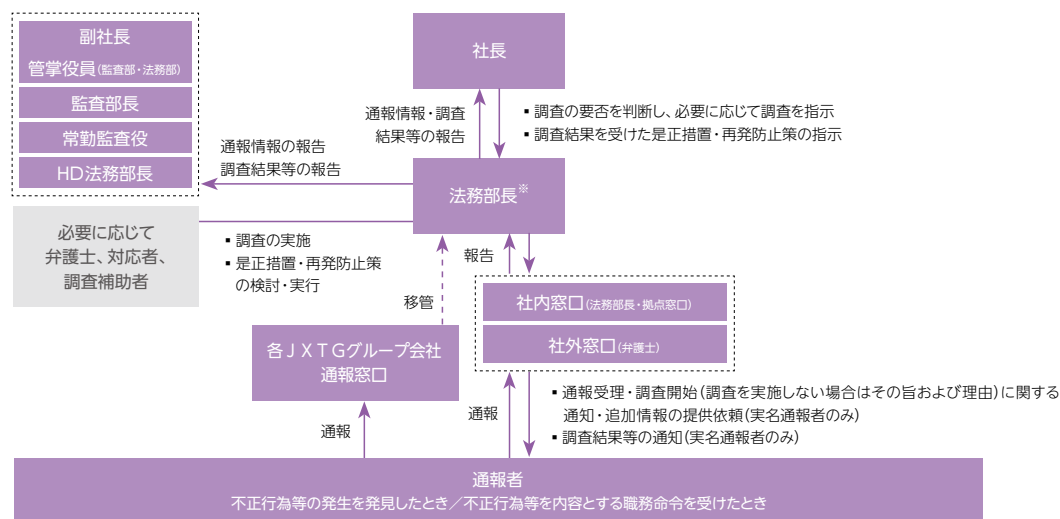 副社長
管掌役員(監査部・法務部)
監査部長
常勤監査役
HD法務部長
社長
通報情報・調査
結果等の報告
▪ 調査の要否を判断し、必要に応じて調査を指示
▪ 調査結果を受けた是正措置・再発防止策の指示
通報情報の報告
調査結果等の報告
法務部長※
必要に応じて
弁護士、対応者、
調査補助者
▪ 調査の実施
▪ 是正措置・再発防止策
の検討・実行
移管
報告
社内窓口(法務部長・拠点窓口)
社外窓口(弁護士)
各JXTGグループ会社
通報窓口
通報
通報
▪ 通報受理・調査開始(調査を実施しない場合はその旨および理由)に関する
通知・追加情報の提供依頼(実名通報者のみ)
▪ 調査結果等の通知(実名通報者のみ)
通報者
不正行為等の発生を発見したとき／不正行為等を内容とする職務命令を受けたとき